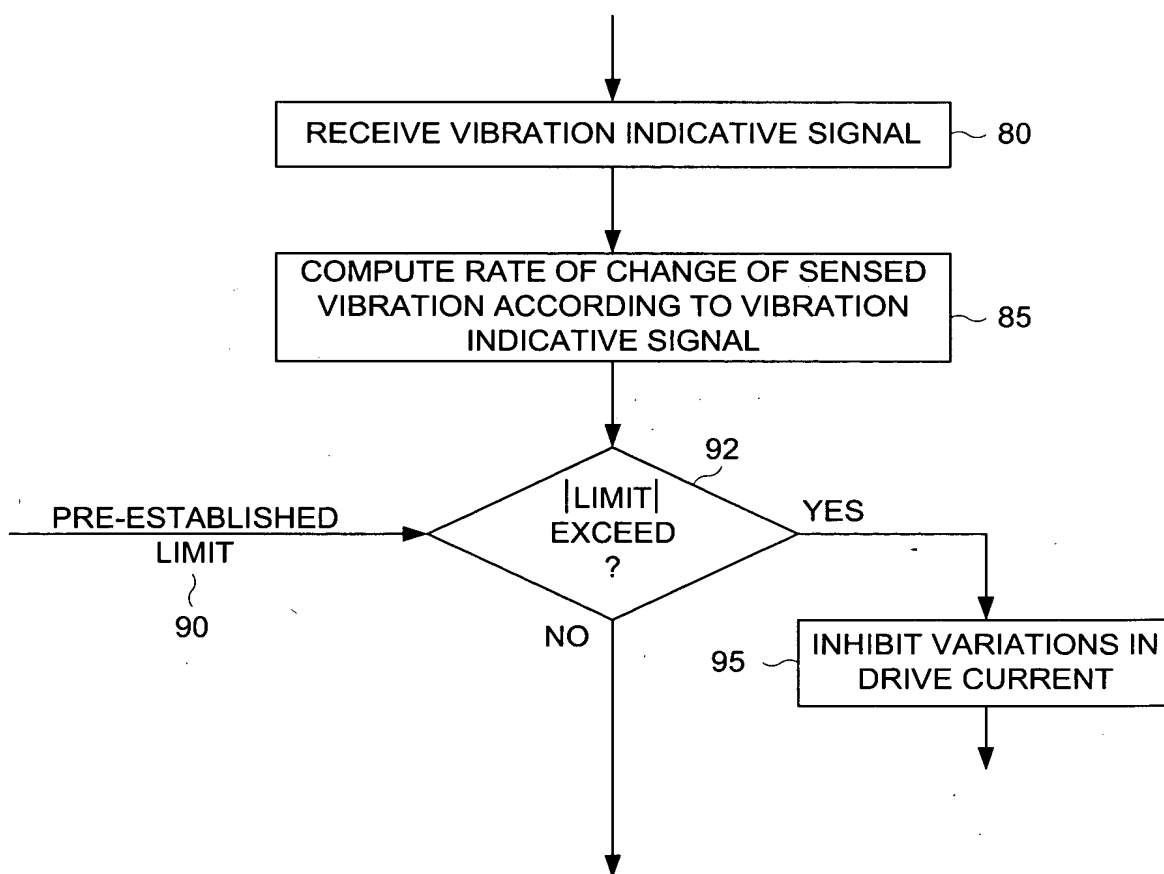 RECEIVE VIBRATION INDICATIVE SIGNAL
80
COMPUTE RATE OF CHANGE OF SENSED
VIBRATION ACCORDING TO VIBRATION
INDICATIVE SIGNAL
85
92
|LIMIT|
EXCEED
?
YES
PRE-ESTABLISHED
LIMIT
90
NO
95
INHIBIT VARIATIONS IN
DRIVE CURRENT